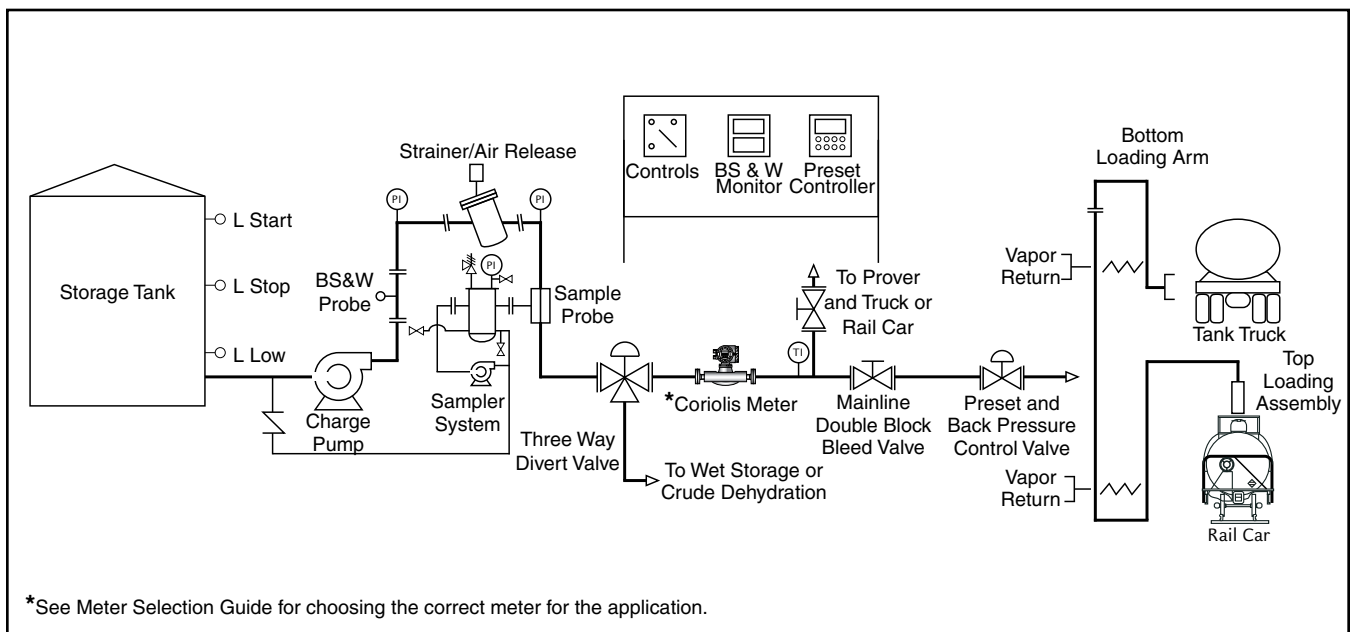 Strainer/Air Release
PI
PI
Controls
BS & W
Monitor
Preset
Controller
Bottom
Loading Arm
Storage Tank
L Start
L Stop
L Low
BS&W
Probe
PI
Sample
Probe
To Prover
and Truck or
Rail Car
Vapor
Return
Tank Truck
Charge
Pump
Sampler
System
Three Way
Divert Valve
TI
*Coriolis Meter
Mainline
Double Block
Bleed Valve
Preset and
Back Pressure
Control Valve
Top
Loading
Assembly
To Wet Storage or
Crude Dehydration
Vapor
Return
Rail Car
*See Meter Selection Guide for choosing the correct meter for the application.